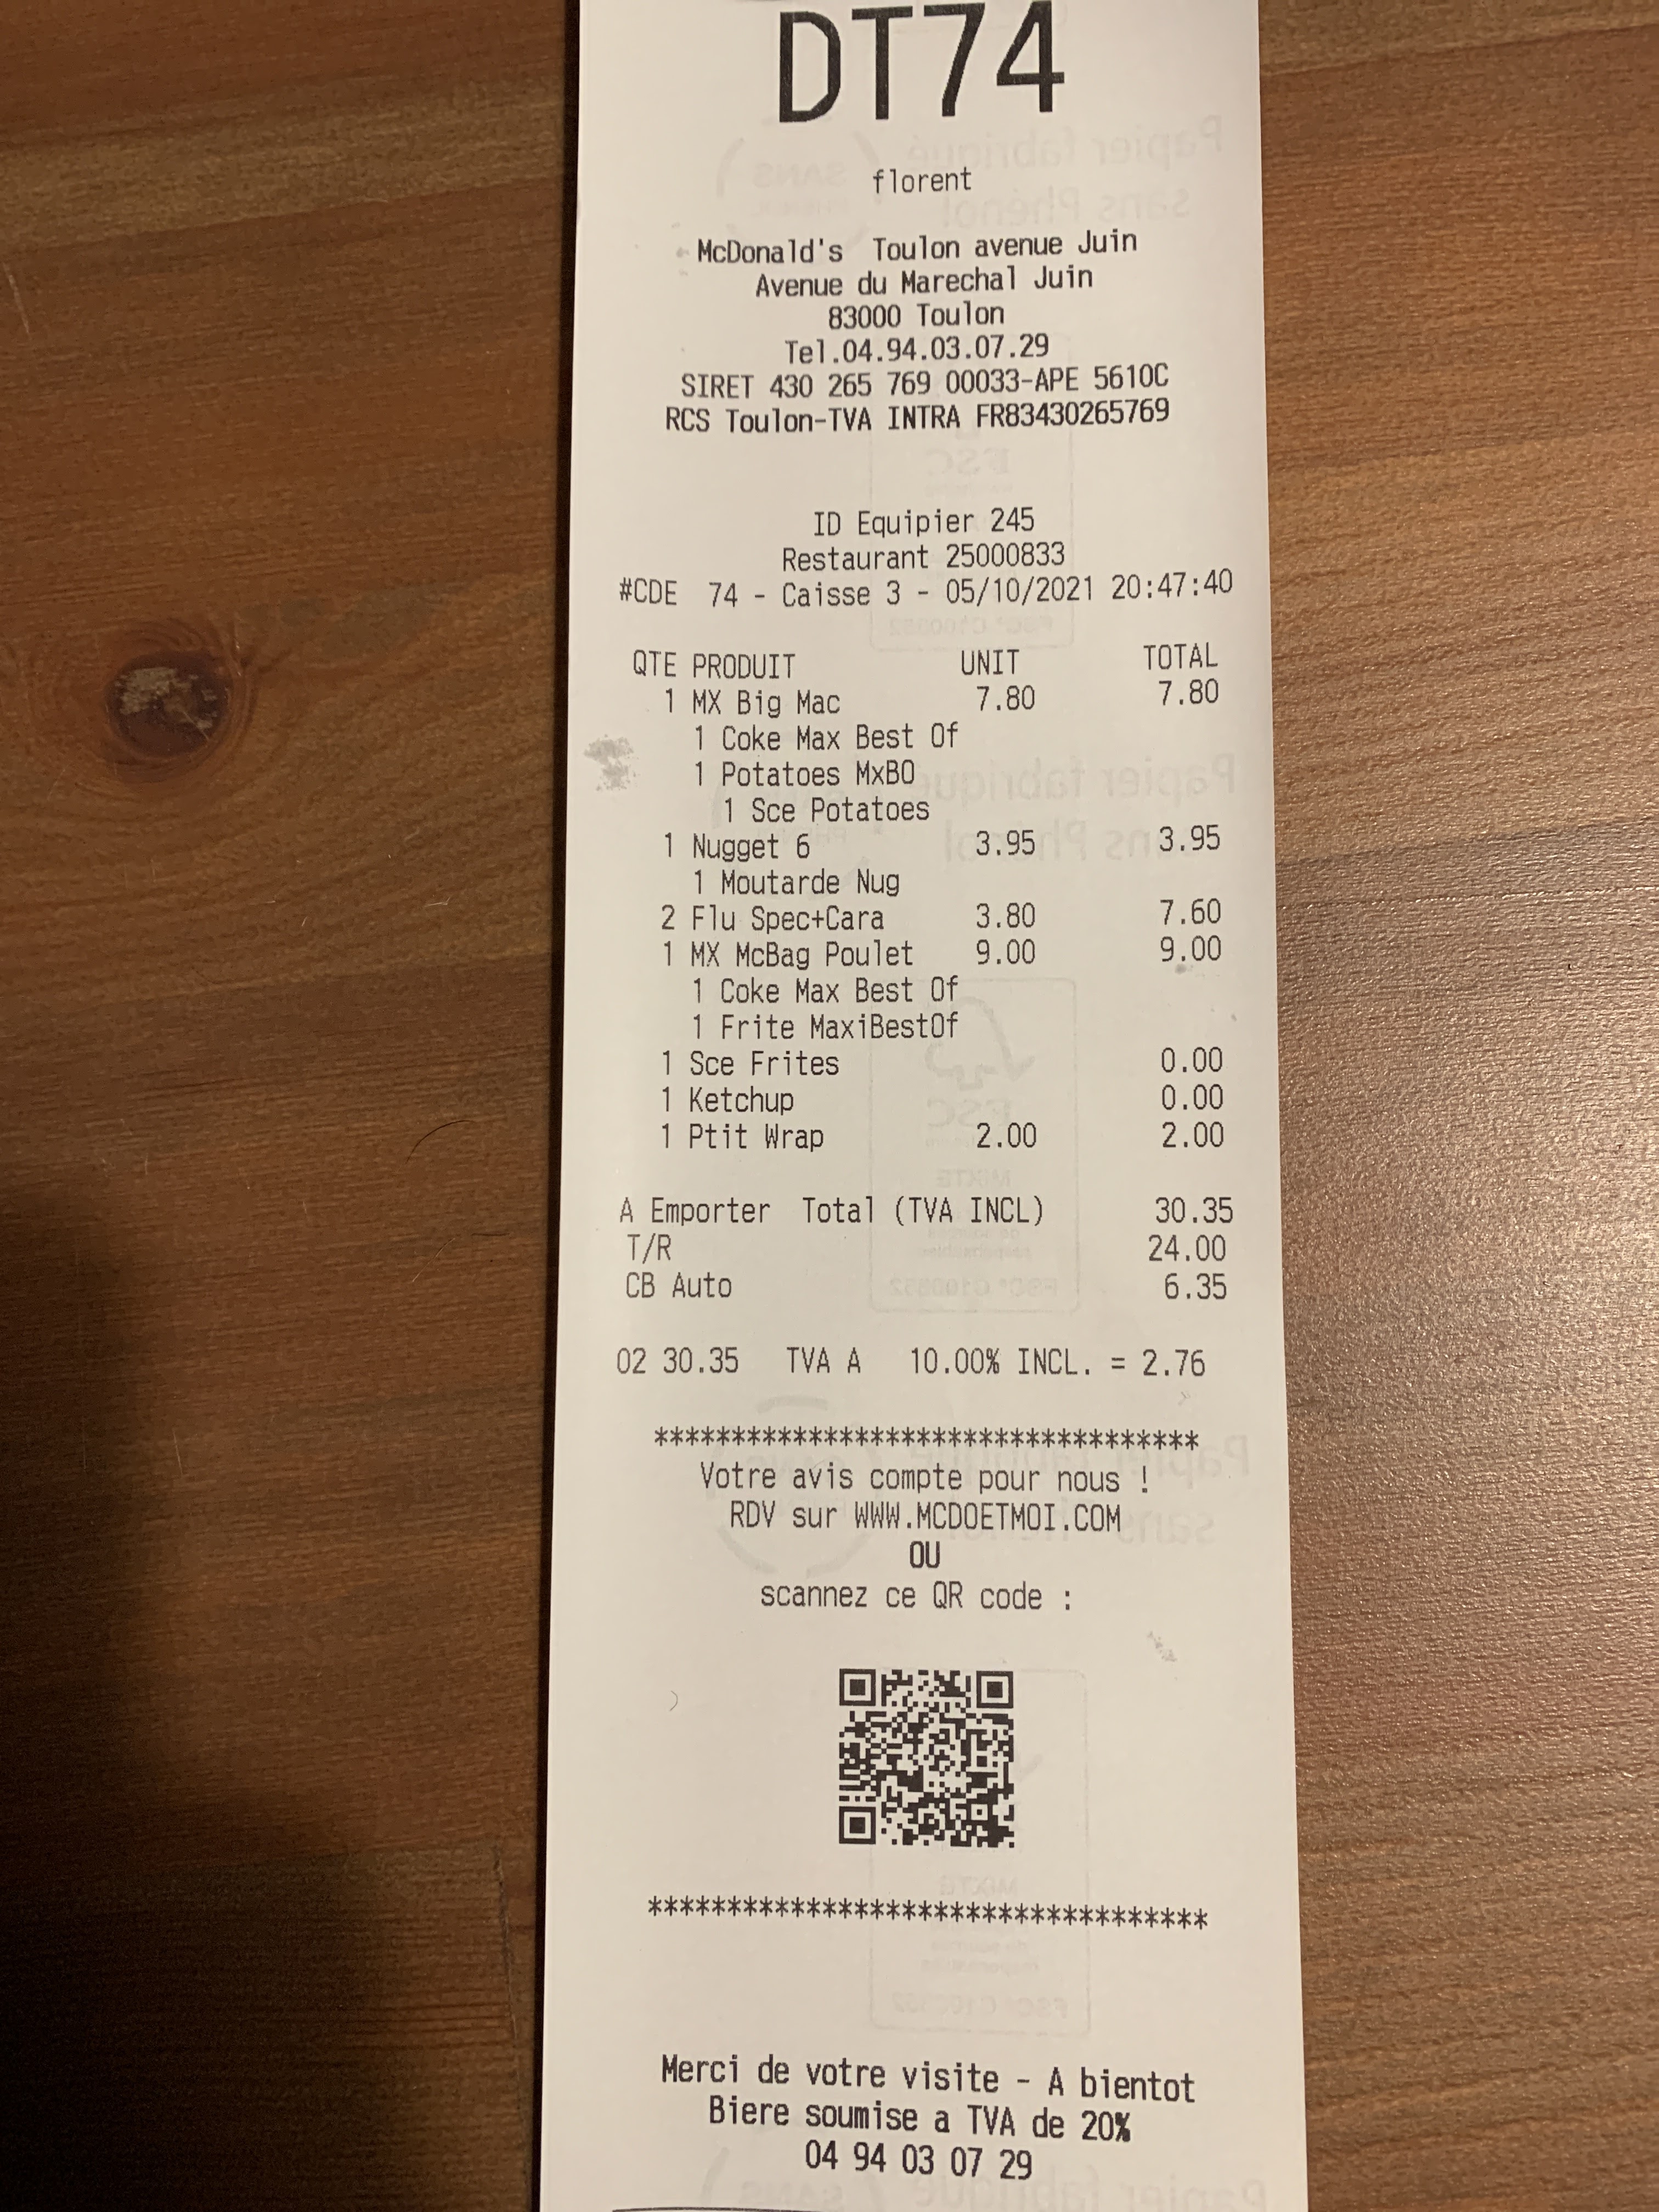 DT74
florent
McDonald's Toulon avenue Juin
Avenue du Marechal Juin
83000 Toulon
Tel.04.94.03.07.29
SIRET 430 265 769 00033-APE 5610C
RCS Toulon-TVA INTRA FR83430265769
ID Equipier 245
Restaurant 25000833
#CDE 74 - Caisse 3 - 05/10/2021 20:47:40
QTE PRODUIT UNIT TOTAL
1 MX Big Mac 7.80 7.80
1 Coke Max Best Of
1 Potatoes MxBO
1 Sce Potatoes
1 Nugget 6 3.95 3.95
1 Moutarde Nug
2 Flu Spec+Cara 3.80 7.60
1 MX McBag Poulet 9.00 9.00
1 Coke Max Best Of
1 Frite MaxiBestOf
1 Sce Frites 0.00
1 Ketchup 0.00
1 Ptit Wrap 2.00 2.00
A Emporter Total (TVA INCL) 30.35
T/R 24.00
CB Auto 6.35
02 30.35 TVA A 10.00% INCL. = 2.76
***********************************
Votre avis compte pour nous !
RDV sur WWW.MCDOETMOI.COM
OU
scannez ce QR code :
***********************************
Merci de votre visite - A bientot
Biere soumise a TVA de 20%
04 94 03 07 29